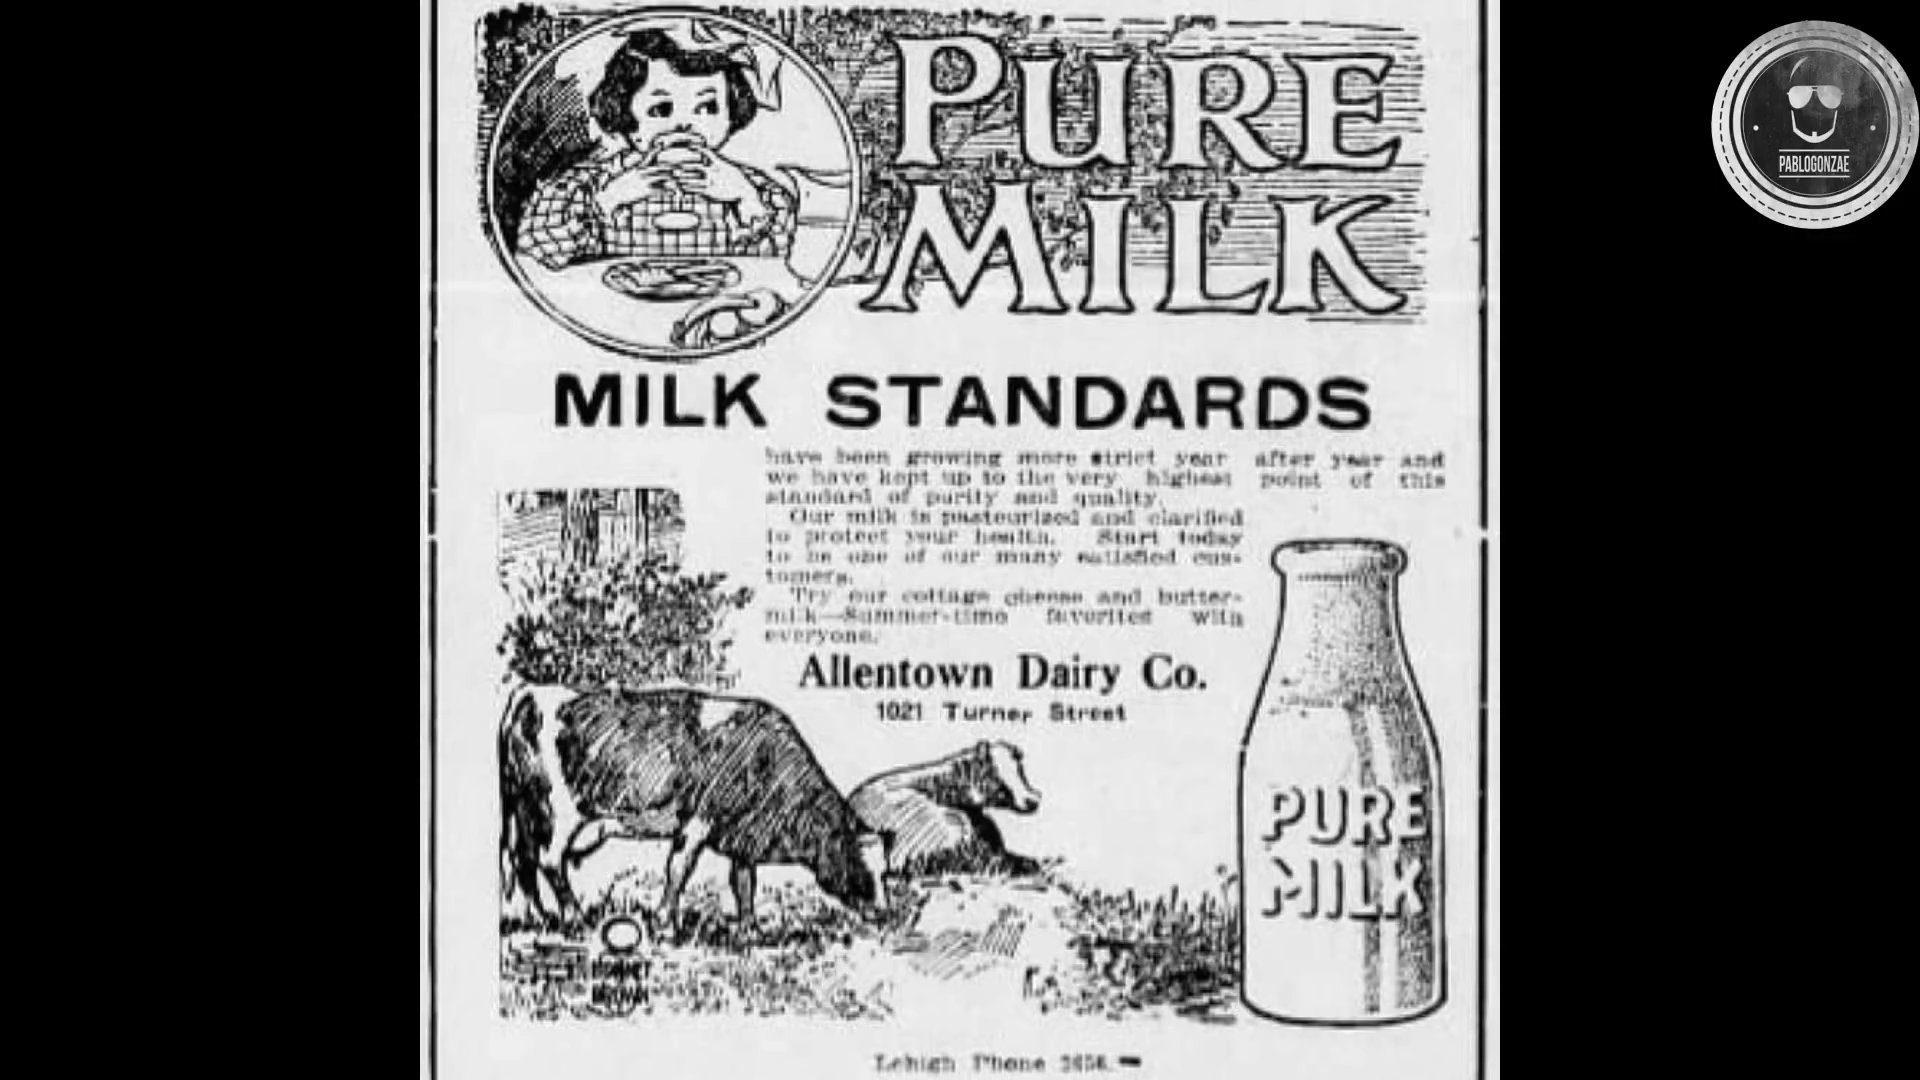 PURE
MILK
MILK STANDARDS
have been growing more strict year after year and
we have kept up to the very highest point of this
standard of purity and quality.
Our milk is pasteurized and clarified
to protect your health. Start today
to be one of our many satisfied cus-
tomers.
Try our cottage cheese and butter-
milk—Summer-time favorites with
everyone.
Allentown Dairy Co.
1021 Turner Street
PURE
MILK
BROWN
Lehigh Phone
PABLOGONZAE